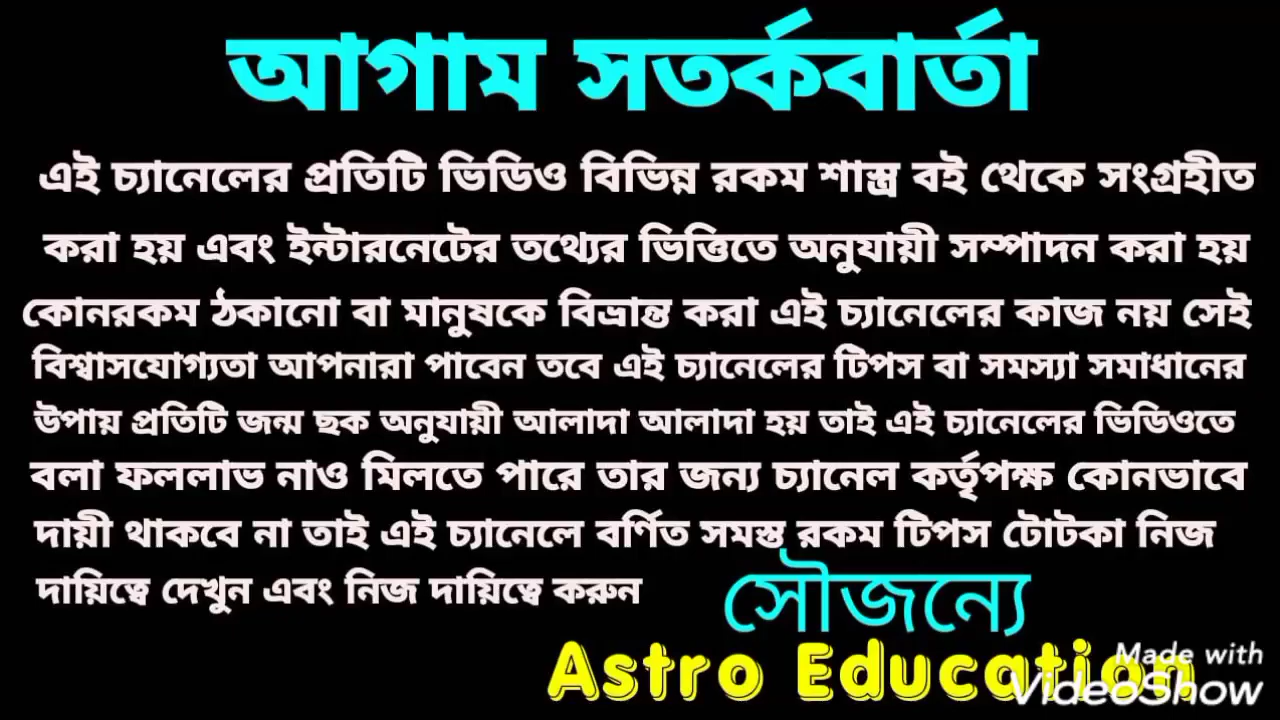 আগাম সতর্কবার্তা
এই চ্যানেলের প্রতিটি ভিডিও বিভিন্ন রকম শাস্ত্র বই থেকে সংগ্রহীত
করা হয় এবং ইন্টারনেটের তথ্যের ভিত্তিতে অনুযায়ী সম্পাদন করা হয়
কোনরকম ঠকানো বা মানুষকে বিভ্রান্ত করা এই চ্যানেলের কাজ নয় সেই
বিশ্বাসযোগ্যতা আপনারা পাবেন তবে এই চ্যানেলের টিপস বা সমস্যা সমাধানের
উপায় প্রতিটি জন্ম ছক অনুযায়ী আলাদা আলাদা হয় তাই এই চ্যানেলের ভিডিওতে
বলা ফললাভ নাও মিলতে পারে তার জন্য চ্যানেল কর্তৃপক্ষ কোনভাবে
দায়ী থাকবে না তাই এই চ্যানেলে বর্ণিত সমস্ত রকম টিপস টোটকা নিজ
দায়িত্বে দেখুন এবং নিজ দায়িত্বে করুন
সৌজন্যে
Astro Education
Made with
VideoShow